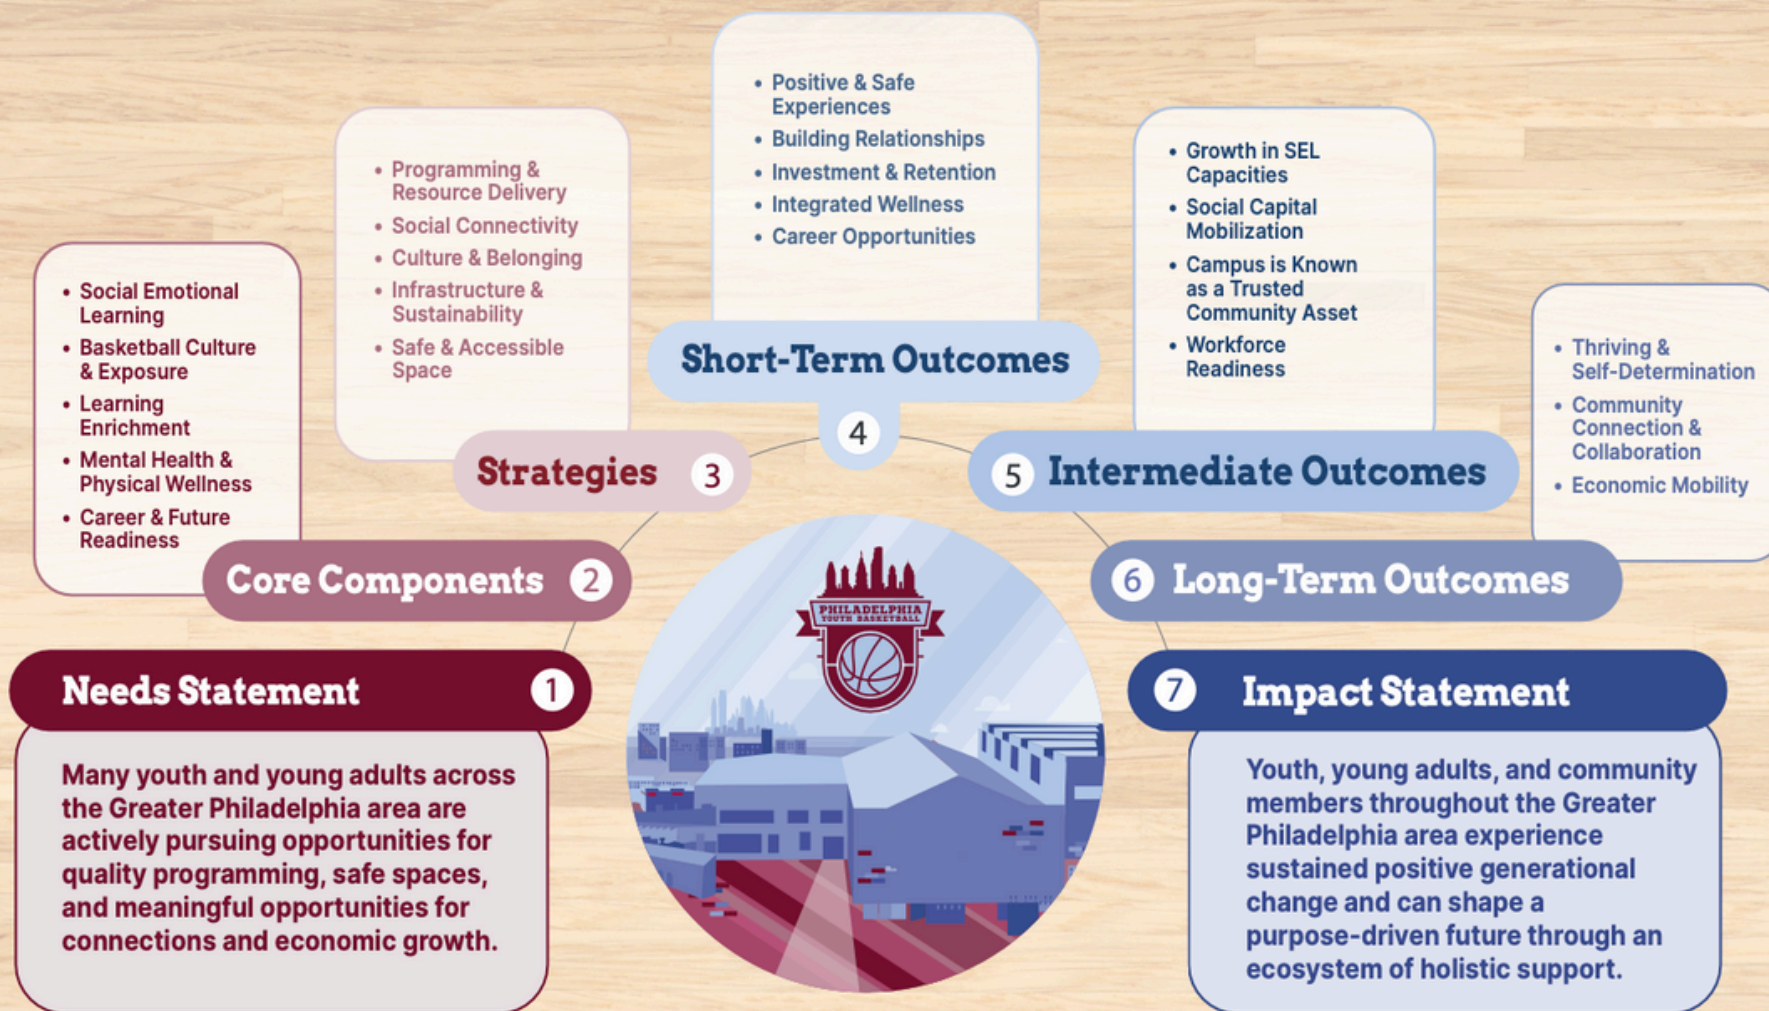 Needs Statement
1
Many youth and young adults across
the Greater Philadelphia area are
actively pursuing opportunities for
quality programming, safe spaces,
and meaningful opportunities for
connections and economic growth.
• Social Emotional
Learning
• Basketball Culture
& Exposure
• Learning
Enrichment
• Mental Health &
Physical Wellness
• Career & Future
Readiness
Core Components
2
• Programming &
Resource Delivery
• Social Connectivity
• Culture & Belonging
• Infrastructure &
Sustainability
• Safe & Accessible
Space
Strategies
3
• Positive & Safe
Experiences
• Building Relationships
• Investment & Retention
• Integrated Wellness
• Career Opportunities
Short-Term Outcomes
4
• Growth in SEL
Capacities
• Social Capital
Mobilization
• Campus is Known
as a Trusted
Community Asset
• Workforce
Readiness
5
Intermediate Outcomes
• Thriving &
Self-Determination
• Community
Connection &
Collaboration
• Economic Mobility
6
Long-Term Outcomes
7
Impact Statement
Youth, young adults, and community
members throughout the Greater
Philadelphia area experience
sustained positive generational
change and can shape a
purpose-driven future through an
ecosystem of holistic support.
PHILADELPHIA
YOUTH BASKETBALL